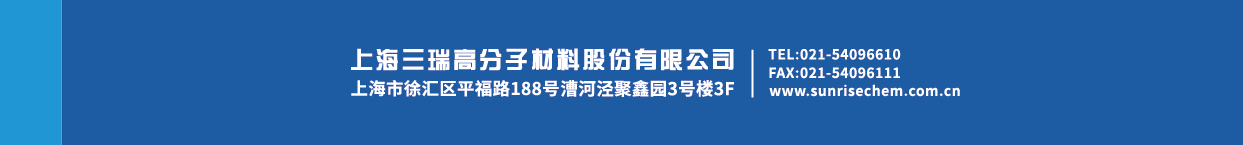 上海三瑞高分子材料股份有限公司
上海市徐汇区平福路188号漕河泾聚鑫园3号楼3F
TEL:021-54096610
FAX:021-54096111
www.sunrisechem.com.cn